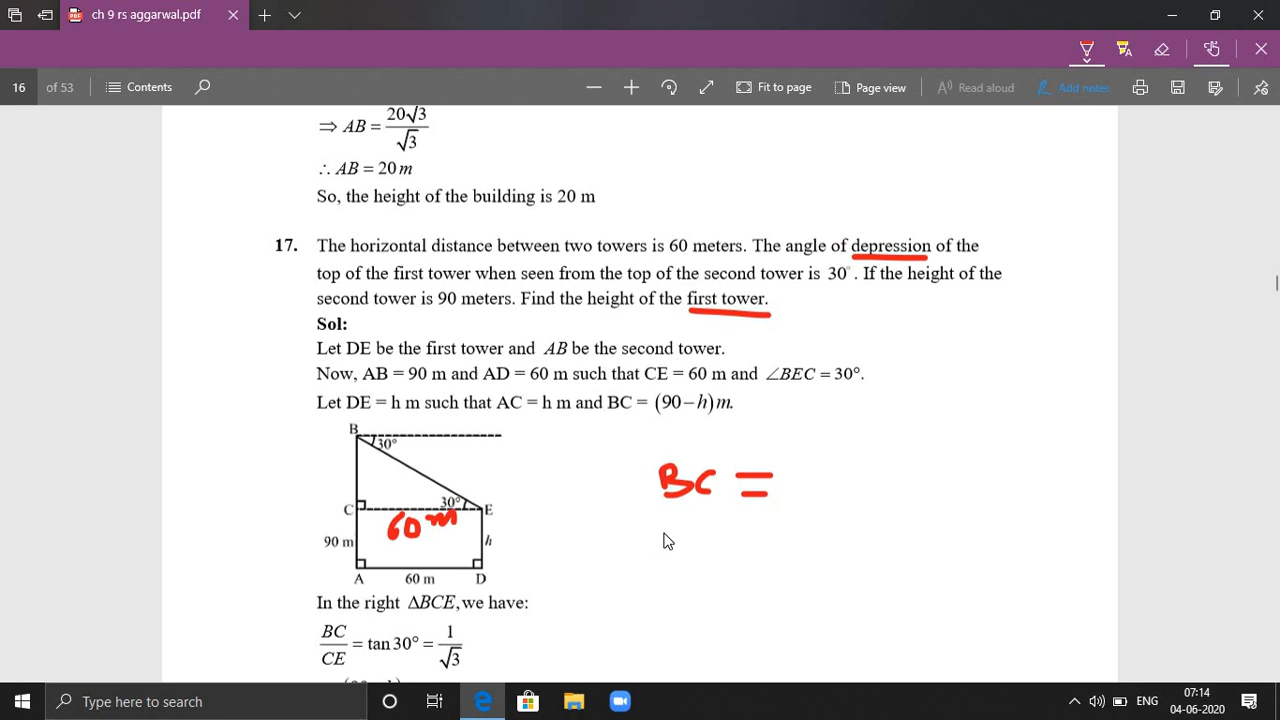 ch 9 rs aggarwal.pdf
16 of 53 Contents Fit to page Page view Read aloud Add notes
⇒ AB = 20√3 / √3
∴ AB = 20 m
So, the height of the building is 20 m
17. The horizontal distance between two towers is 60 meters. The angle of depression of the
top of the first tower when seen from the top of the second tower is 30°. If the height of the
second tower is 90 meters. Find the height of the first tower.
Sol:
Let DE be the first tower and AB be the second tower.
Now, AB = 90 m and AD = 60 m such that CE = 60 m and ∠BEC = 30°.
Let DE = h m such that AC = h m and BC = (90−h)m.
B
30°
BC =
30°
C E
60 m
90 m h
A 60 m D
In the right ΔBCE, we have:
BC / CE = tan 30° = 1 / √3
Type here to search
ENG
07:14
04-06-2020